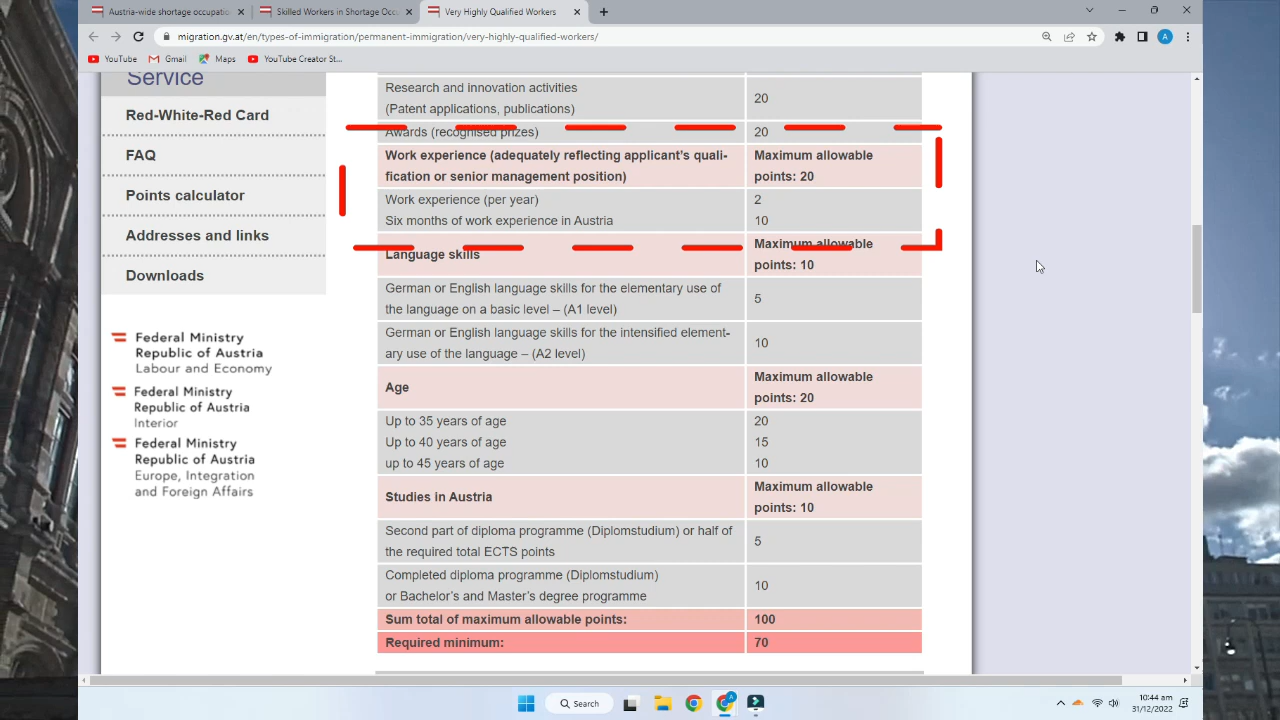 Austria-wide shortage occupatio
Skilled Workers in Shortage Occu
Very Highly Qualified Workers
migration.gv.at/en/types-of-immigration/permanent-immigration/very-highly-qualified-workers/
A
YouTube
Gmail
Maps
YouTube Creator St...
Service
Red-White-Red Card
FAQ
Points calculator
Addresses and links
Downloads
Federal Ministry
Republic of Austria
Labour and Economy
Federal Ministry
Republic of Austria
Interior
Federal Ministry
Republic of Austria
Europe, Integration
and Foreign Affairs
Research and innovation activities
(Patent applications, publications)
20
Awards (recognised prizes)
20
Work experience (adequately reflecting applicant's quali-
fication or senior management position)
Maximum allowable
points: 20
Work experience (per year)
2
Six months of work experience in Austria
10
Language skills
Maximum allowable
points: 10
German or English language skills for the elementary use of
the language on a basic level – (A1 level)
5
German or English language skills for the intensified element-
ary use of the language – (A2 level)
10
Age
Maximum allowable
points: 20
Up to 35 years of age
20
Up to 40 years of age
15
up to 45 years of age
10
Studies in Austria
Maximum allowable
points: 10
Second part of diploma programme (Diplomstudium) or half of
the required total ECTS points
5
Completed diploma programme (Diplomstudium)
or Bachelor's and Master's degree programme
10
Sum total of maximum allowable points:
100
Required minimum:
70
Search
A
10:44 am
31/12/2022